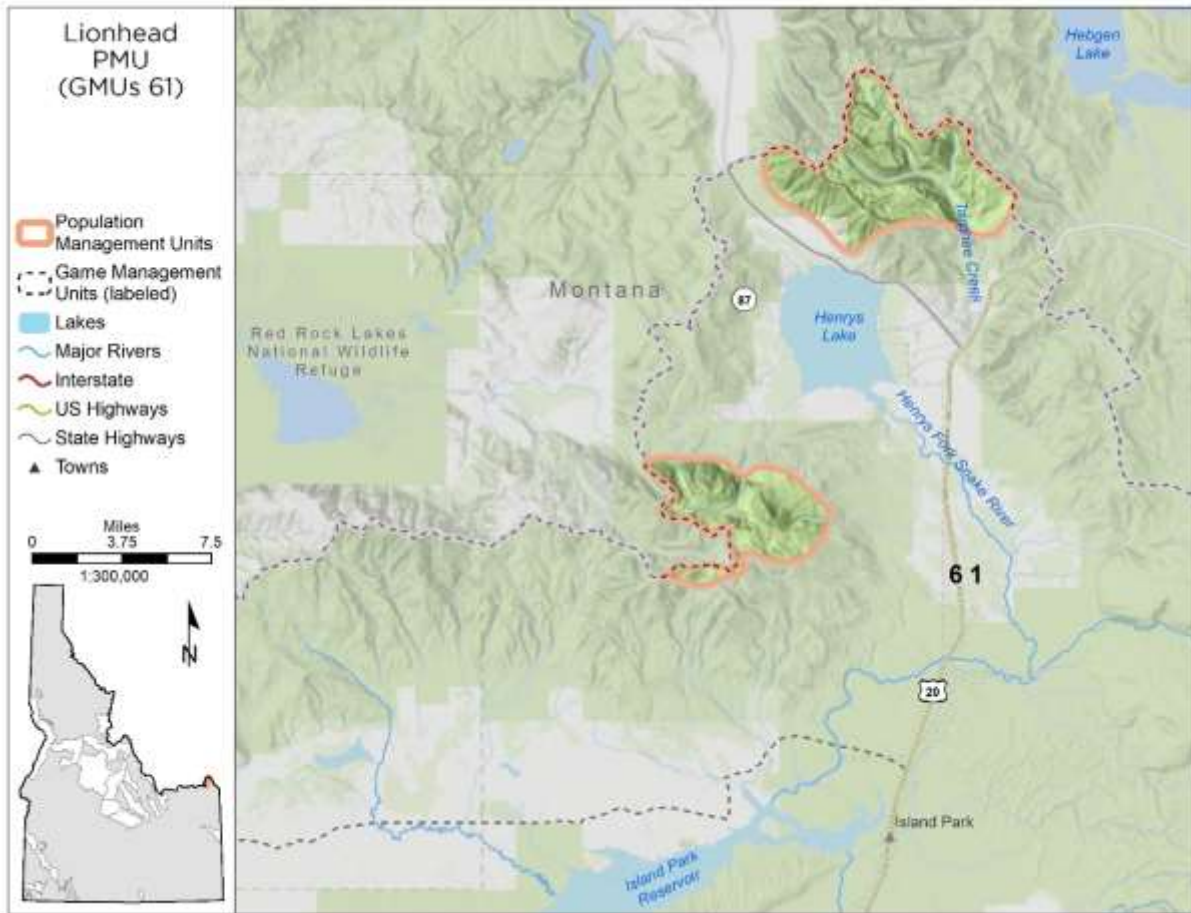 Lionhead
PMU
(GMUs 61)
Population
Management Units
Game Management
Units (labeled)
Lakes
Major Rivers
Interstate
US Highways
State Highways
Towns
Miles
0 3.75 7.5
1:300,000
N
Hebgen
Lake
Targhee Creek
Montana
87
Henrys
Lake
Red Rock Lakes
National Wildlife
Refuge
Henrys Fork Snake River
61
20
Island Park
Island Park
Reservoir